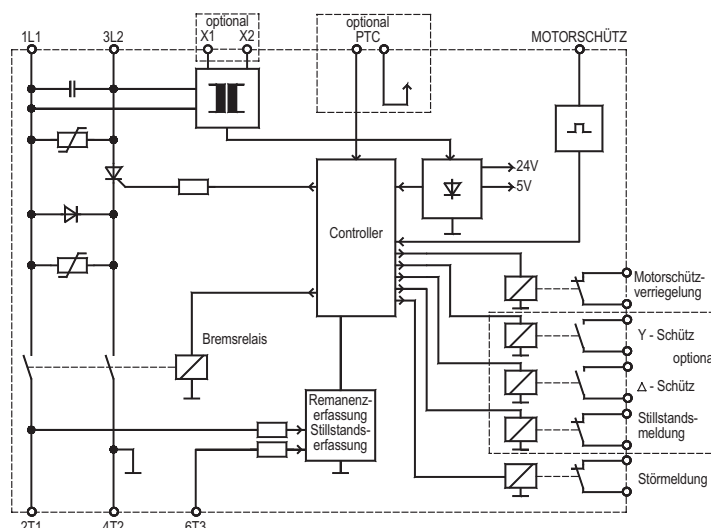 optional
optional
1L1
3L2
X1
X2
PTC
MOTORSCHÜTZ
24V
5V
Controller
Motorschütz-
verriegelung
Bremsrelais
Y - Schütz
optional
Δ - Schütz
Remanenz-
erfassung
Stillstands-
erfassung
Stillstands-
meldung
Störmeldung
2T1
4T2
6T3